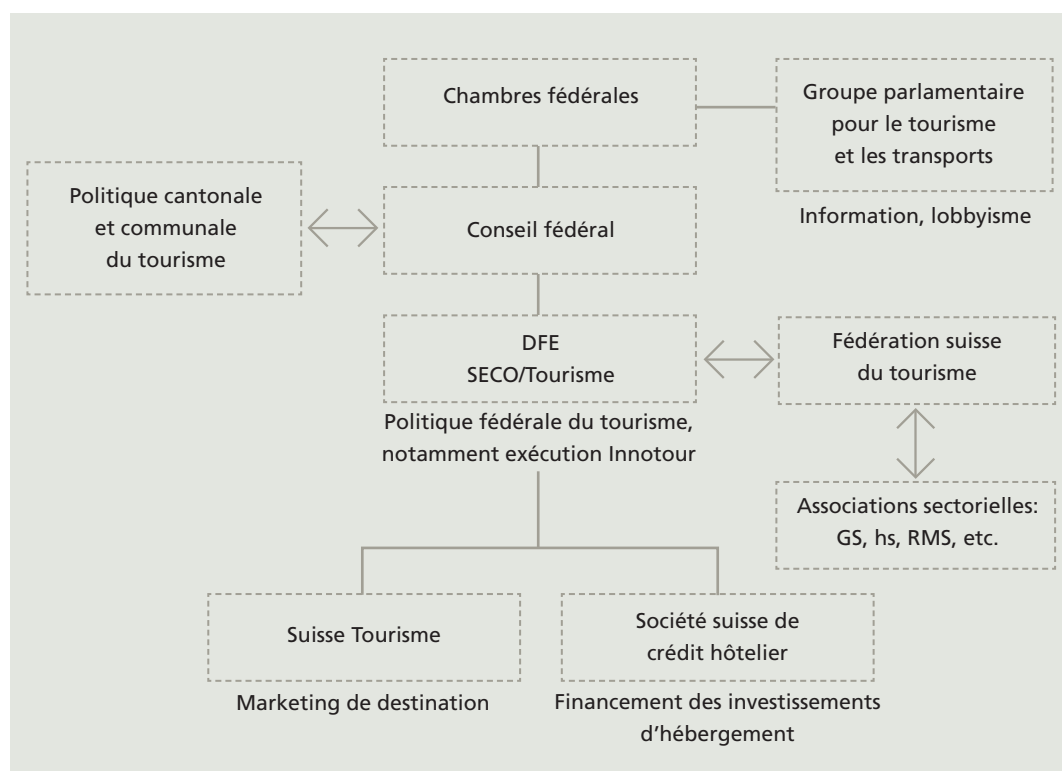 Chambres fédérales
Groupe parlementaire
pour le tourisme
et les transports
Information, lobbyisme
Politique cantonale
et communale
du tourisme
Conseil fédéral
DFE
SECO/Tourisme
Politique fédérale du tourisme,
notamment exécution Innotour
Fédération suisse
du tourisme
Associations sectorielles:
GS, hs, RMS, etc.
Suisse Tourisme
Marketing de destination
Société suisse de
crédit hôtelier
Financement des investissements
d’hébergement